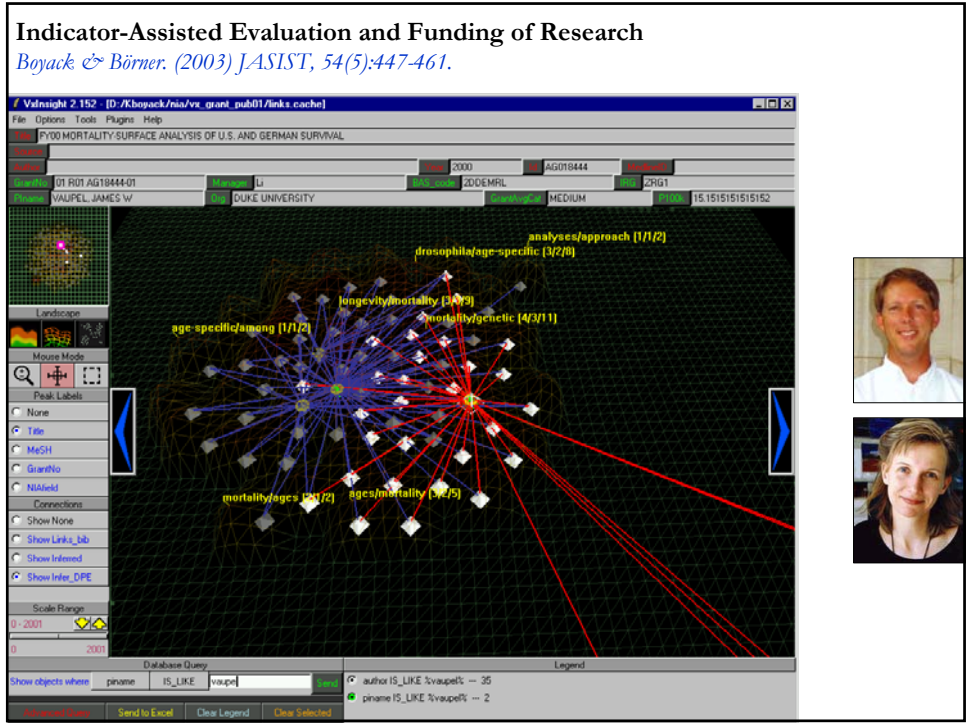 Indicator-Assisted Evaluation and Funding of Research
Boyack & Börner. (2003) JASIST, 54(5):447-461.
VxInsight 2.152 - [D:/Kboyack/nia/vx_grant_pub01/links.cache]
File Options Tools Plugins Help
Title FY00 MORTALITY-SURFACE ANALYSIS OF U.S. AND GERMAN SURVIVAL
2000 AG018444
GrantNo 01 R01 AG18444-01 Manager Li BAS_code 2DDEMRL IRG ZRG1
PIname VAUPEL, JAMES W Org DUKE UNIVERSITY GrantAvgCat MEDIUM P100k 15.1515151515152
analyses/approach [1/1/2]
drosophila/age-specific [3/2/8]
longevity/mortality
mortality/genetic [4/3/11]
age-specific/among [1/1/2]
mortality/ages
ages/mortality
Landscape
Mouse Mode
Peak Labels
None
Title
MeSH
GrantNo
NIAfield
Connections
Show None
Show Links_bib
Show Inferred
Show Infer_DPE
Scale Range
0 - 2001
0 2001
Database Query Legend
Show objects where piname IS_LIKE vaupel Send
author IS_LIKE %vaupel% --- 35
piname IS_LIKE %vaupel% --- 2
Advanced Query Send to Excel Clear Legend Clear Selected